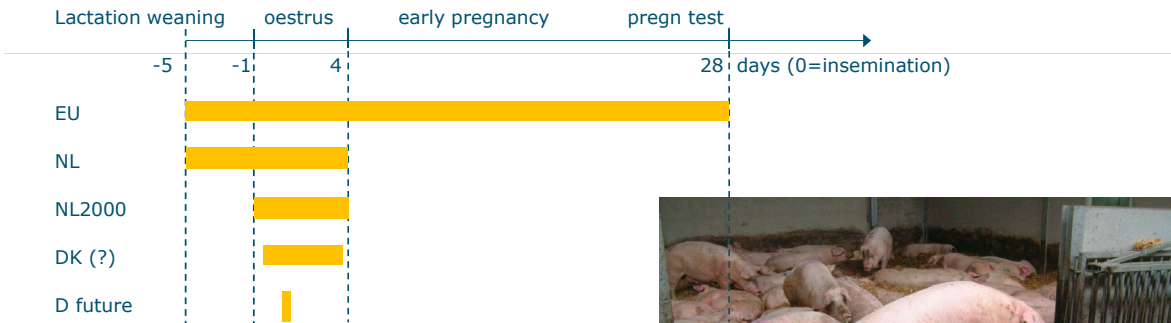 Lactation weaning oestrus early pregnancy pregn test
-5 -1 4 28 days (0=insemination)
EU
NL
NL2000
DK (?)
D future